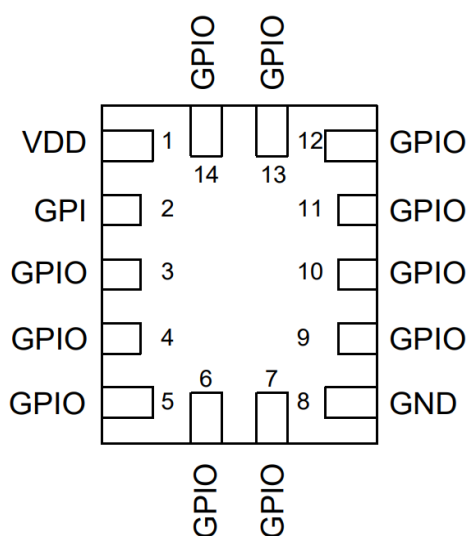 GPIO GPIO
VDD 1 14 13 12 GPIO
GPI 2 11 GPIO
GPIO 3 10 GPIO
GPIO 4 9 GPIO
GPIO 5 6 7 8 GND
GPIO GPIO